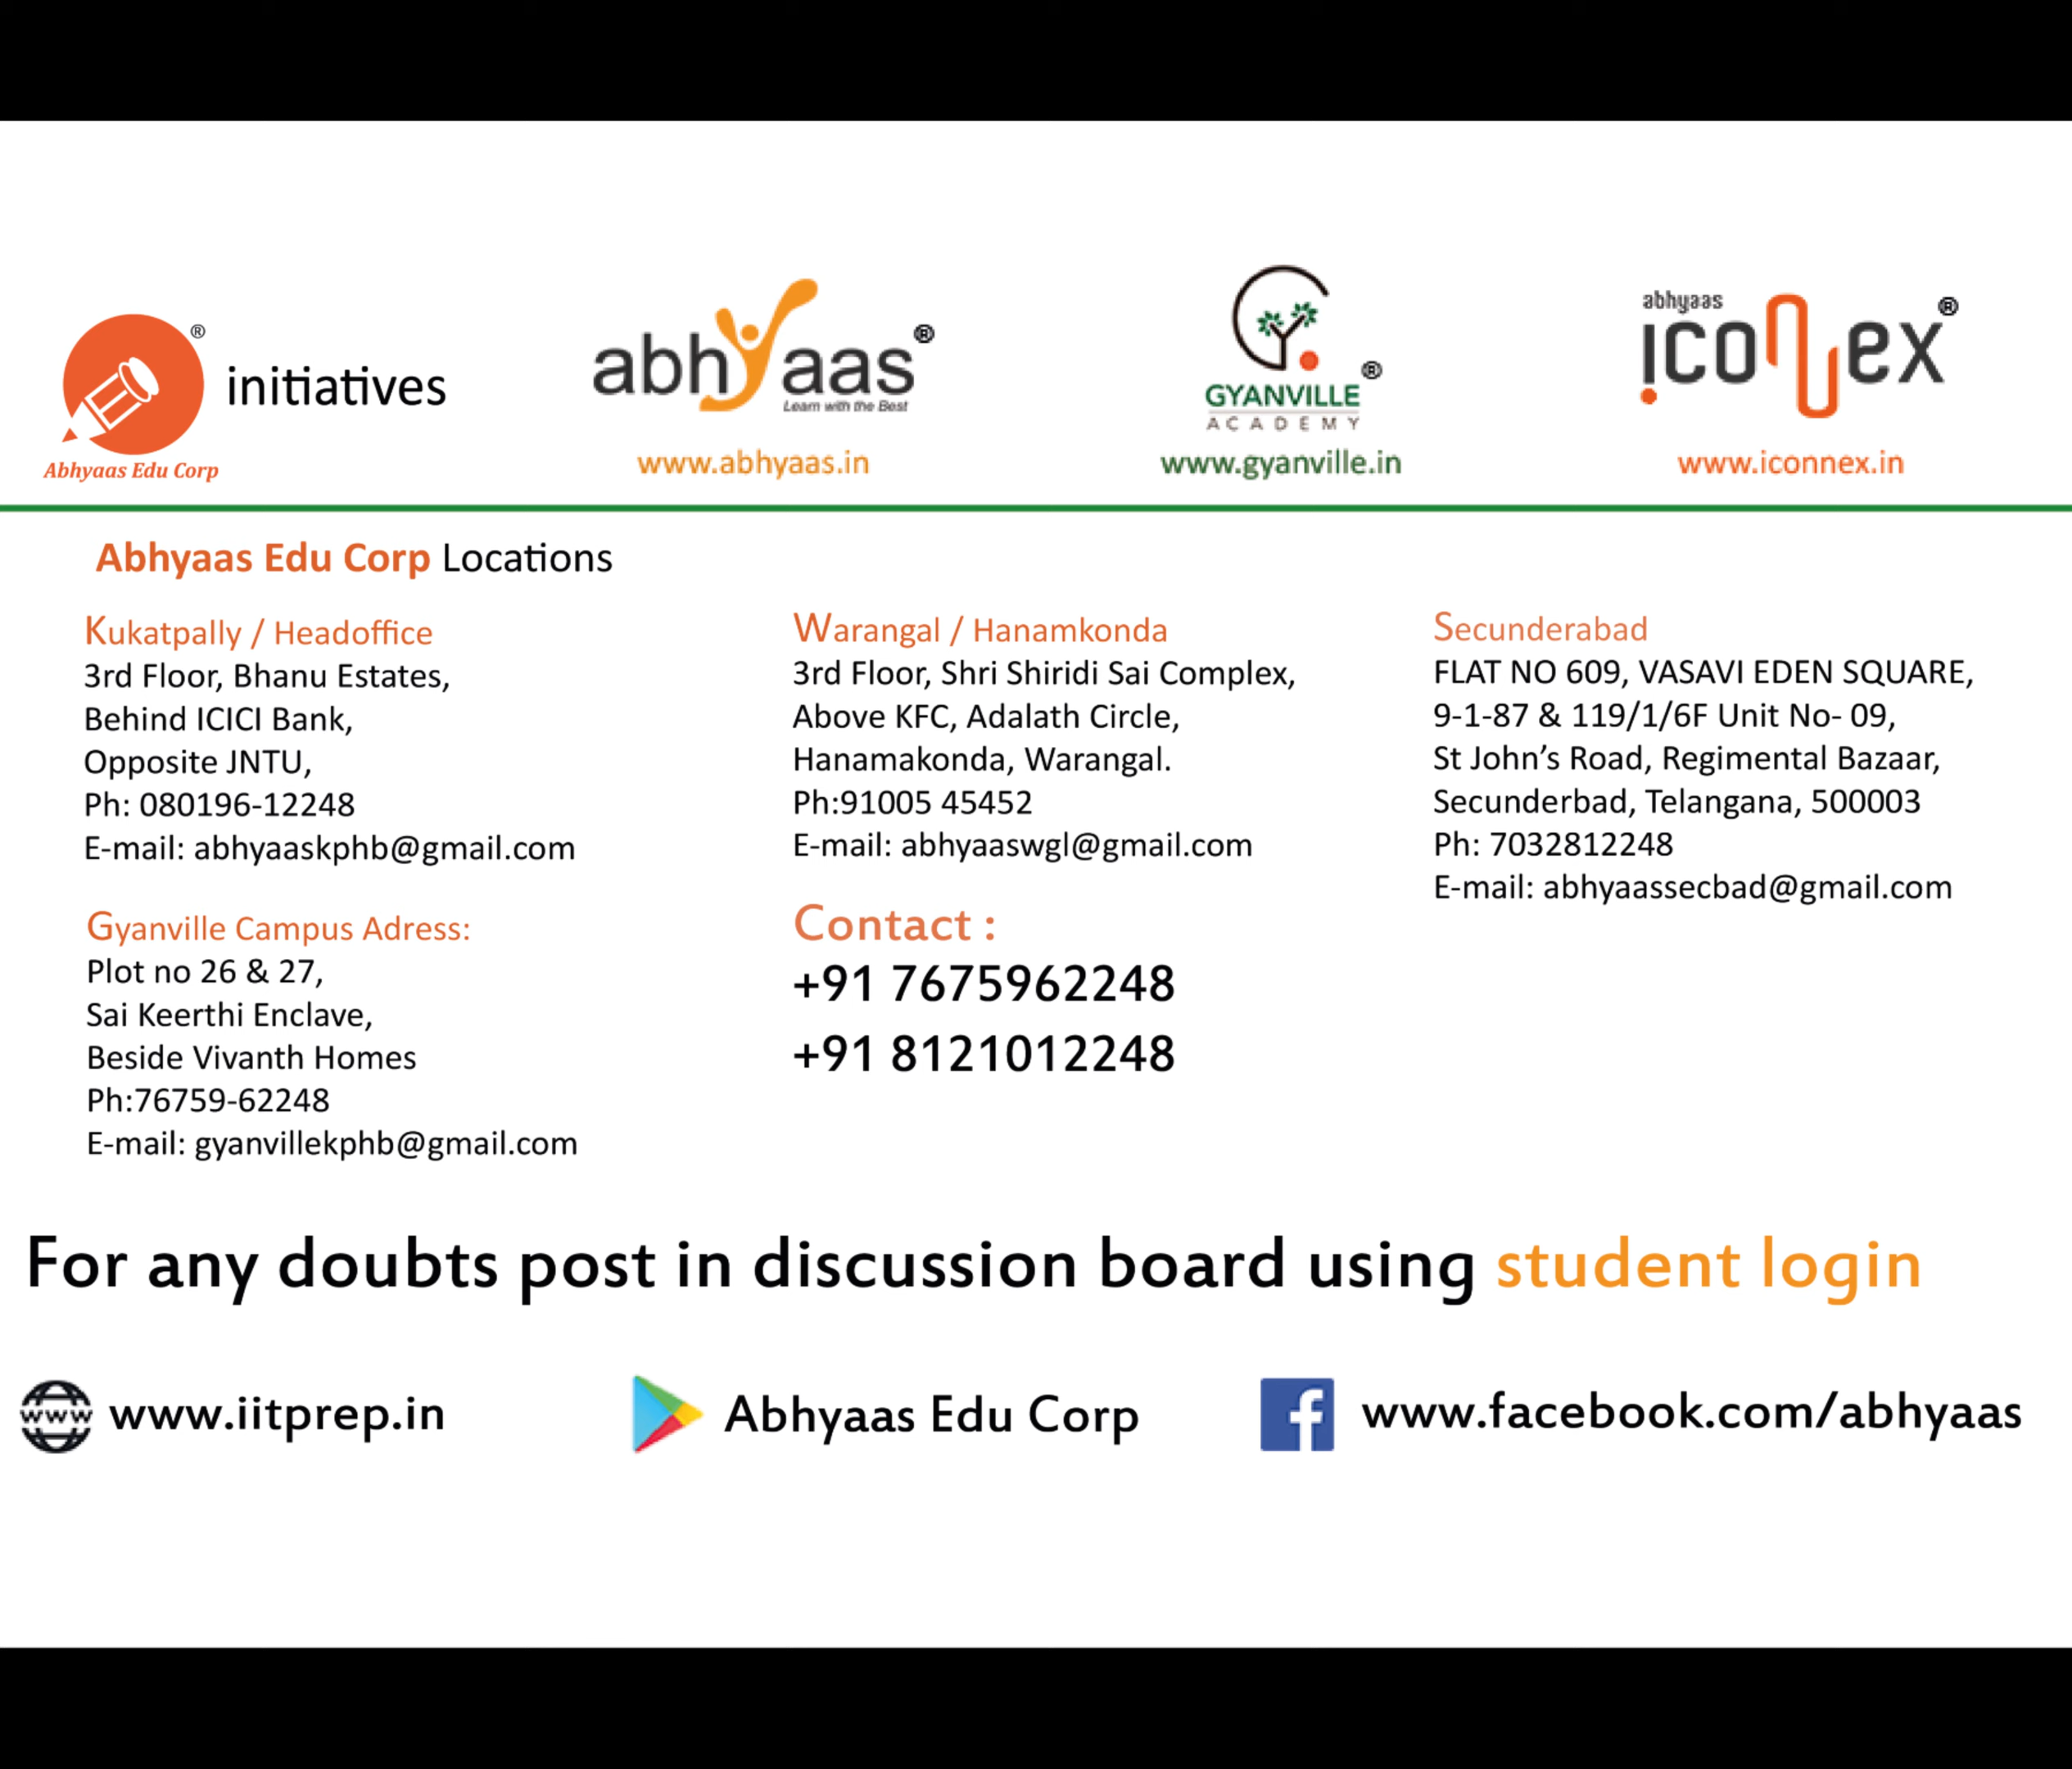 Abhyaas Edu Corp
®
initiatives
abhyaas®
Learn with the Best
www.abhyaas.in
GYANVILLE®
ACADEMY
www.gyanville.in
abhyaas
iconnex®
www.iconnex.in
Abhyaas Edu Corp Locations
Kukatpally / Headoffice
3rd Floor, Bhanu Estates,
Behind ICICI Bank,
Opposite JNTU,
Ph: 080196-12248
E-mail: abhyaaskphb@gmail.com
Warangal / Hanamkonda
3rd Floor, Shri Shiridi Sai Complex,
Above KFC, Adalath Circle,
Hanamakonda, Warangal.
Ph:91005 45452
E-mail: abhyaaswgl@gmail.com
Secunderabad
FLAT NO 609, VASAVI EDEN SQUARE,
9-1-87 & 119/1/6F Unit No- 09,
St John’s Road, Regimental Bazaar,
Secunderbad, Telangana, 500003
Ph: 7032812248
E-mail: abhyaassecbad@gmail.com
Gyanville Campus Adress:
Plot no 26 & 27,
Sai Keerthi Enclave,
Beside Vivanth Homes
Ph:76759-62248
E-mail: gyanvillekphb@gmail.com
Contact :
+91 7675962248
+91 8121012248
For any doubts post in discussion board using student login
www www.iitprep.in
Abhyaas Edu Corp
f www.facebook.com/abhyaas